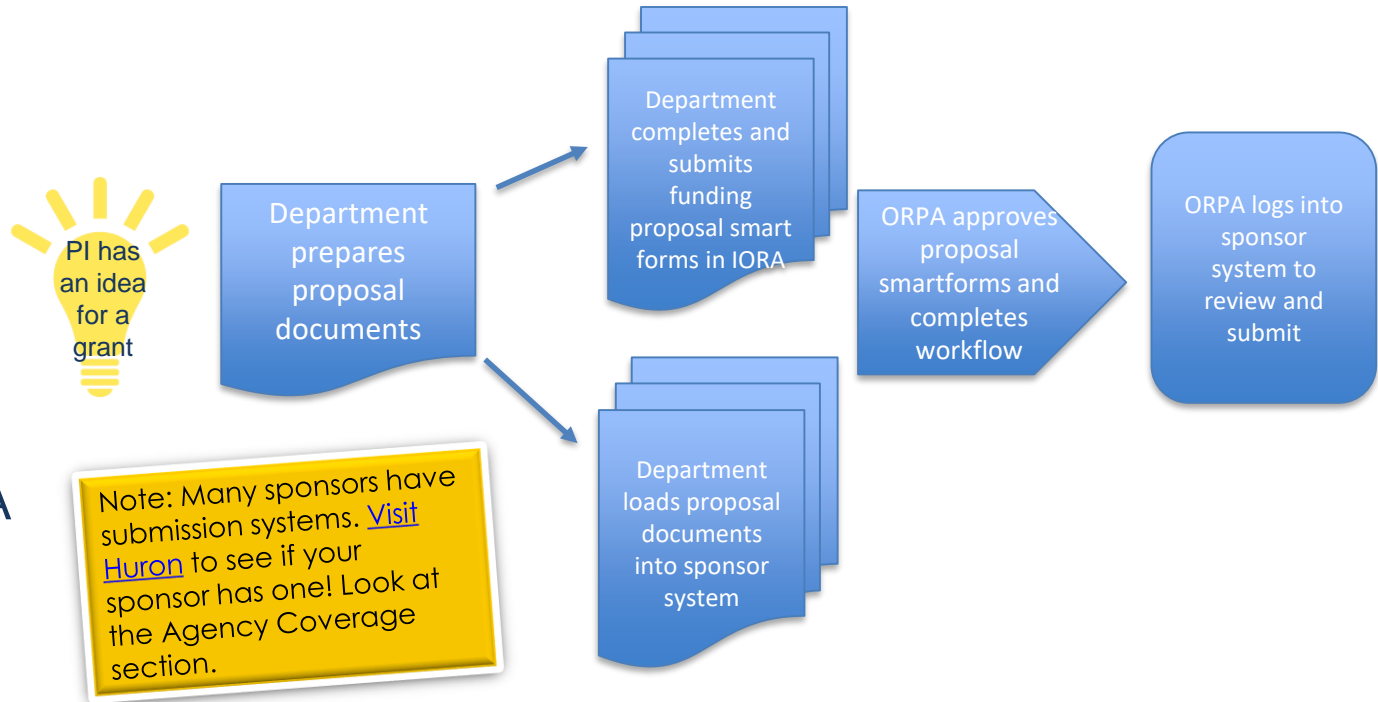 PI has
an idea
for a
grant
Department
prepares
proposal
documents
Department
completes and
submits
funding
proposal smart
forms in IORA
Department
loads proposal
documents
into sponsor
system
ORPA approves
proposal
smartforms and
completes
workflow
ORPA logs into
sponsor
system to
review and
submit
A
Note: Many sponsors have
submission systems. Visit
Huron to see if your
sponsor has one! Look at
the Agency Coverage
section.